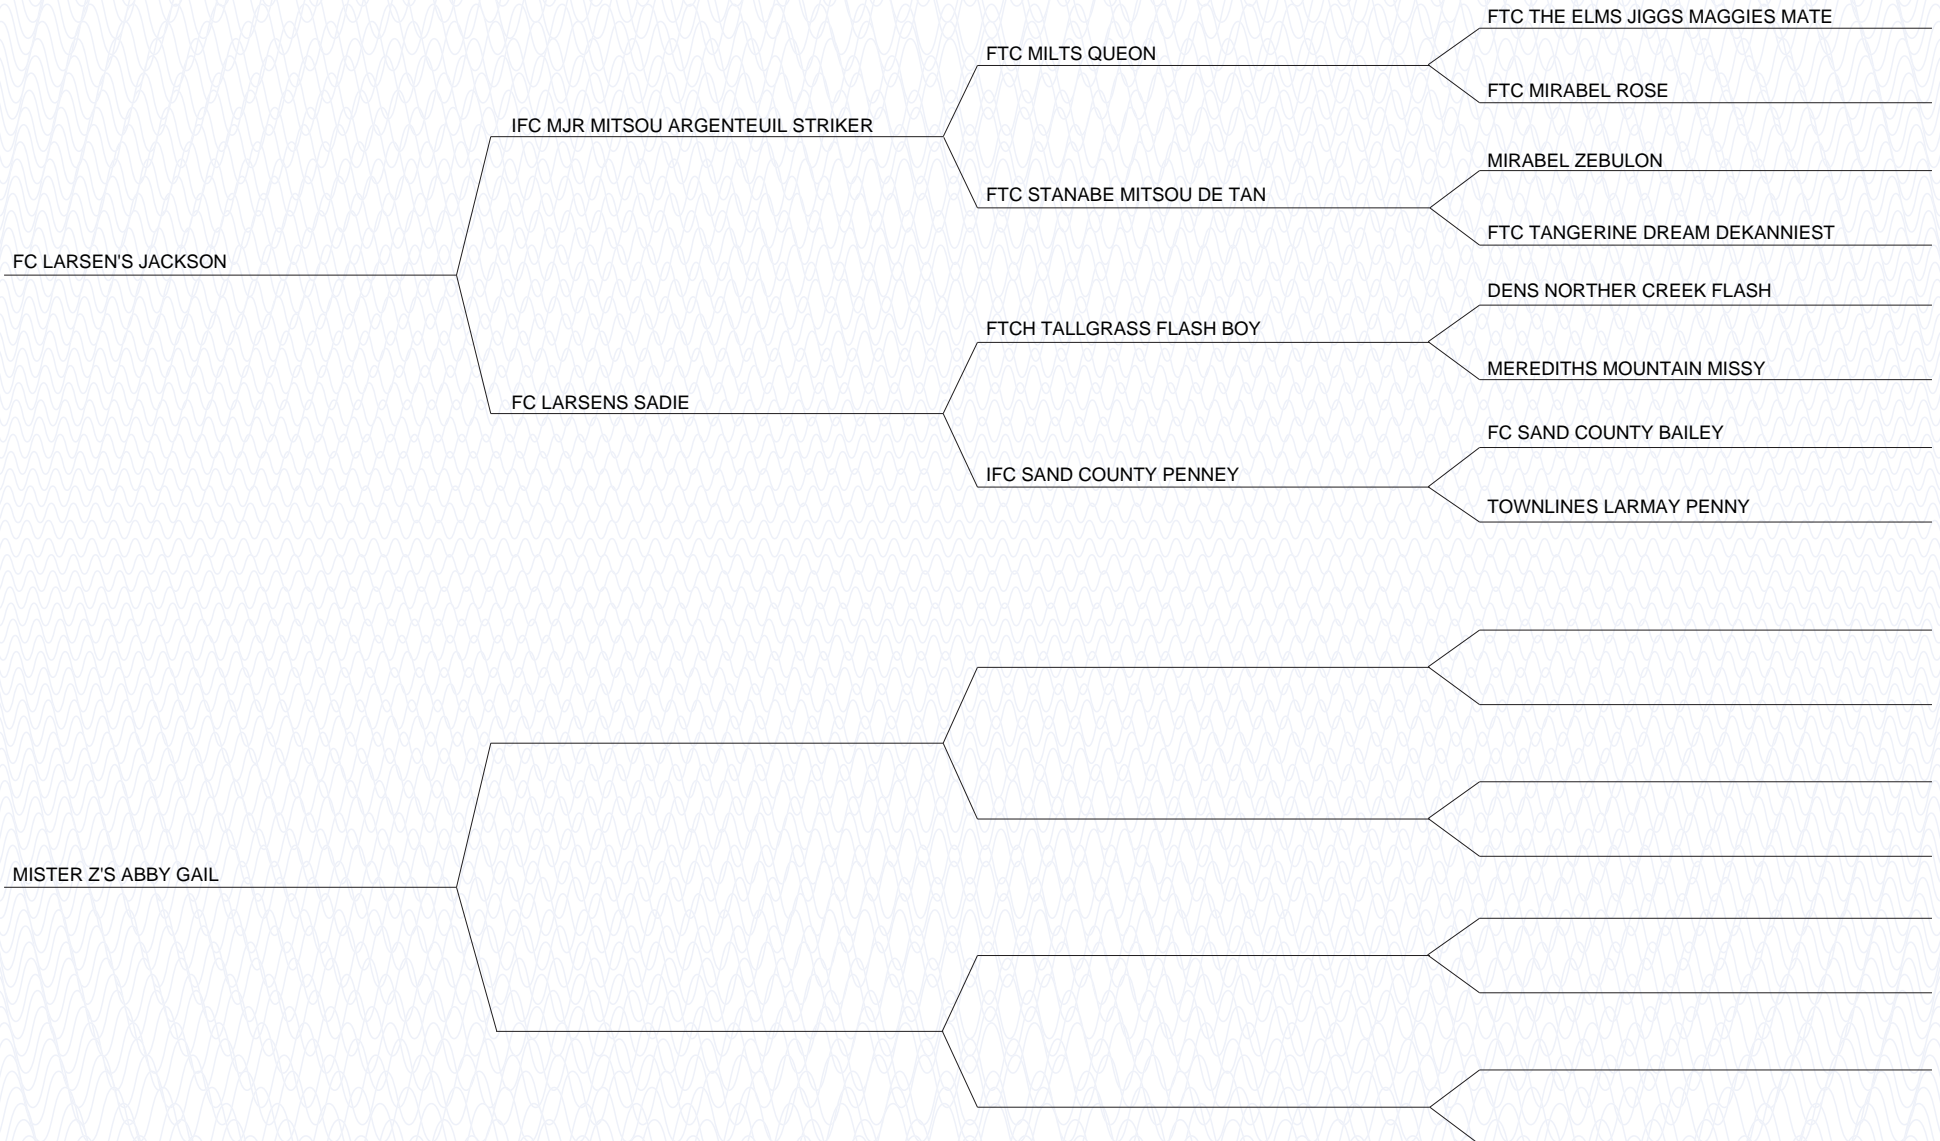 FTC THE ELMS JIGGS MAGGIES MATE
FTC MILTS QUEON
FTC MIRABEL ROSE
IFC MJR MITSOU ARGENTEUIL STRIKER
MIRABEL ZEBULON
FTC STANABE MITSOU DE TAN
FTC TANGERINE DREAM DEKANNIEST
FC LARSEN'S JACKSON
DENS NORTHER CREEK FLASH
FTCH TALLGRASS FLASH BOY
MEREDITHS MOUNTAIN MISSY
FC LARSENS SADIE
FC SAND COUNTY BAILEY
IFC SAND COUNTY PENNEY
TOWNLINES LARMAY PENNY
MISTER Z'S ABBY GAIL